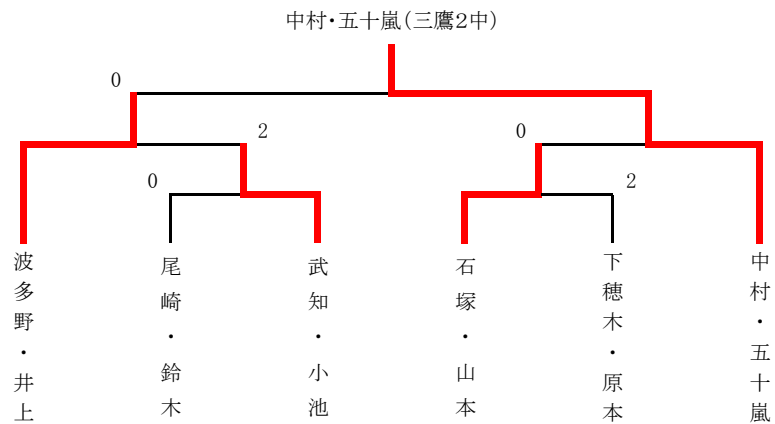 中村・五十嵐(三鷹2中)
0
2
0
0
2
波多野・井上
尾崎・鈴木
武知・小池
石塚・山本
下穂木・原本
中村・五十嵐